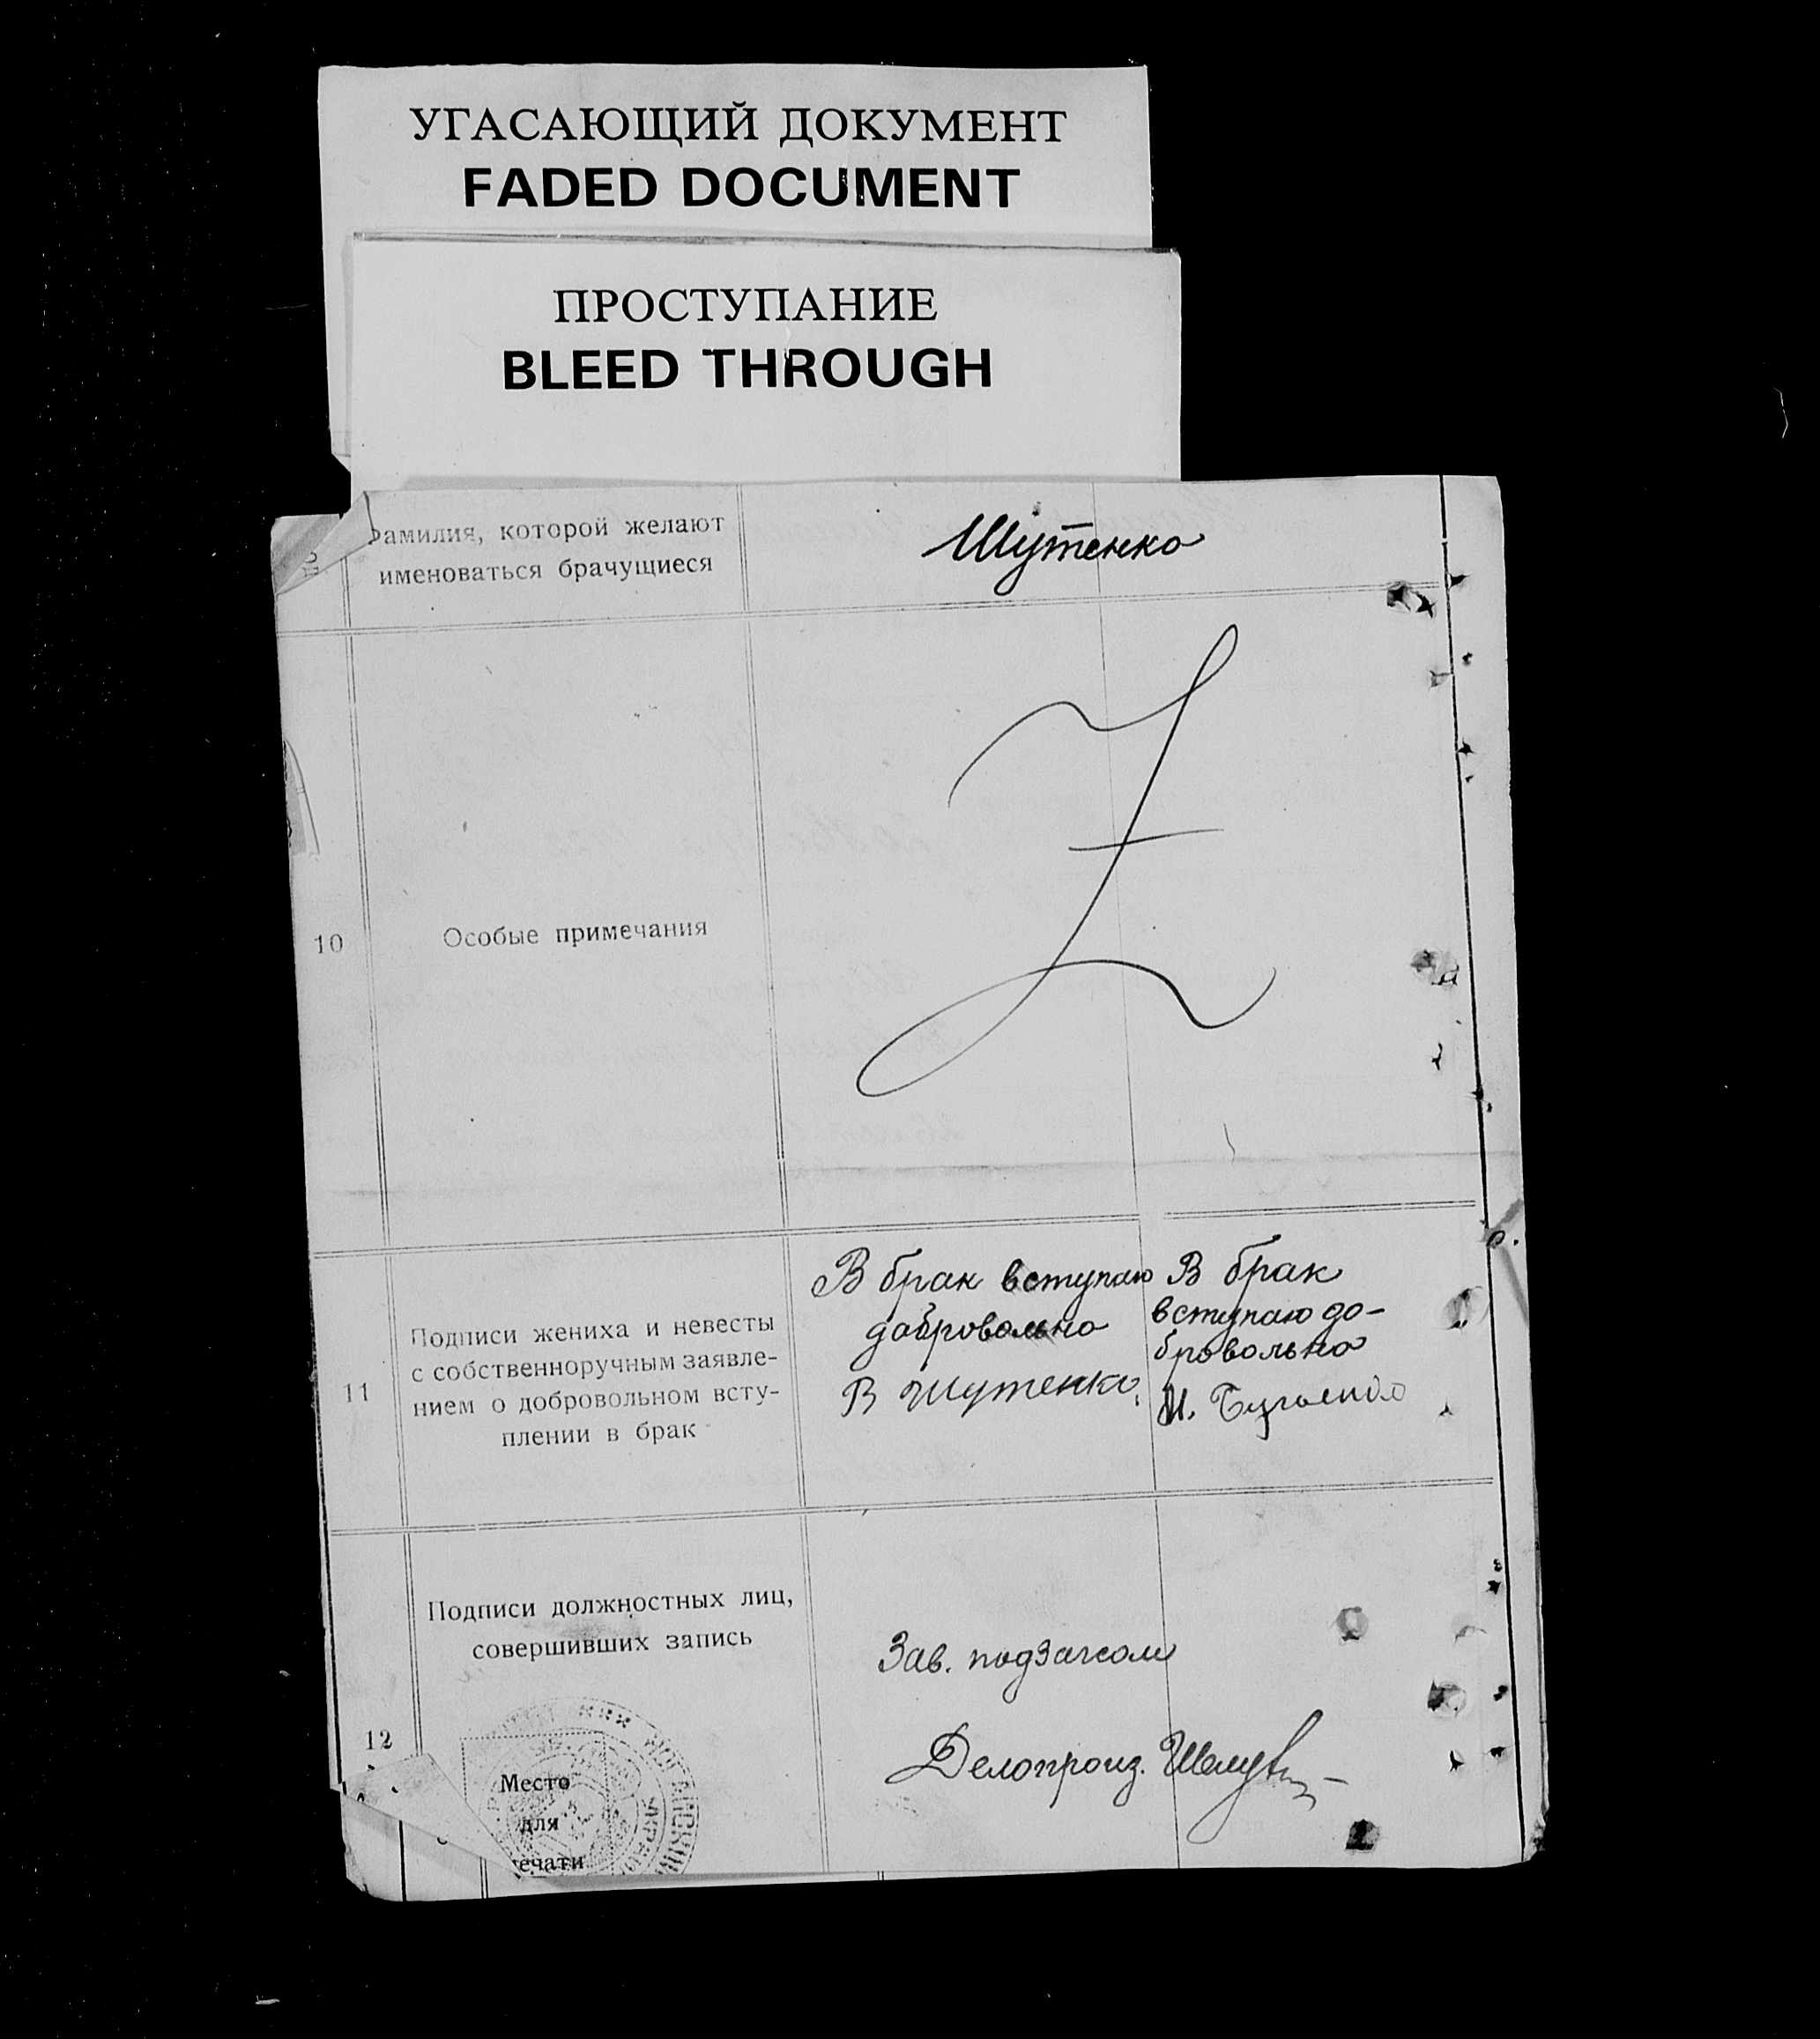 УГАСАЮЩИЙ ДОКУМЕНТ
FADED DOCUMENT
ПРОСТУПАНИЕ
BLEED THROUGH
Фамилия, которой желают
именоваться брачущиеся
Шутенко
10
Особые примечания
11
Подписи жениха и невесты
с собственноручным заявле-
нием о добровольном всту-
плении в брак
В брак вступаю
добровольно
В Шутенко
В брак
вступаю до-
бровольно
И.
12
Подписи должностных лиц,
совершивших запись
Зав. подзагсом
Делопроиз.
Место
для
печати